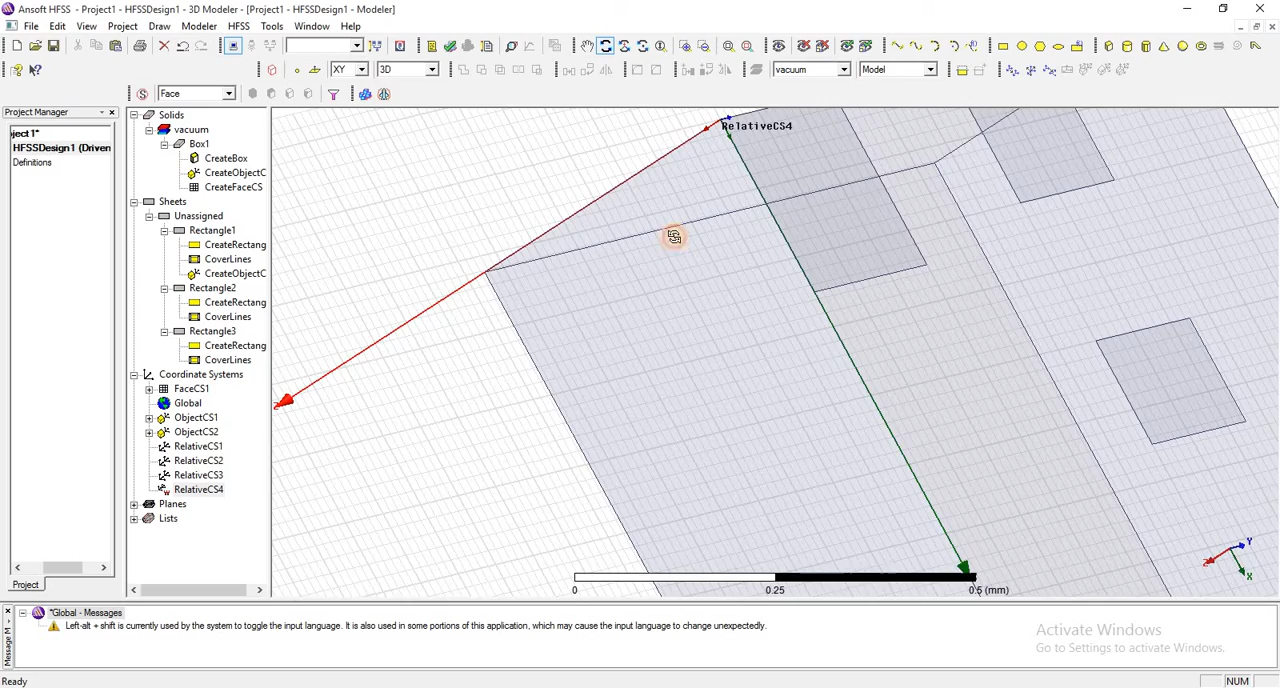 Ansoft HFSS - Project1 - HFSSDesign1 - 3D Modeler - [Project1 - HFSSDesign1 - Modeler]
File Edit View Project Draw Modeler HFSS Tools Window Help
XY 3D vacuum Model
Face
Project Manager
ject1*
HFSSDesign1 (Driven
Definitions
Project
Solids
vacuum
Box1
CreateBox
CreateObjectC
CreateFaceCS
Sheets
Unassigned
Rectangle1
CreateRectang
CoverLines
CreateObjectC
Rectangle2
CreateRectang
CoverLines
Rectangle3
CreateRectang
CoverLines
Coordinate Systems
FaceCS1
Global
ObjectCS1
ObjectCS2
RelativeCS1
RelativeCS2
RelativeCS3
RelativeCS4
Planes
Lists
RelativeCS4
Z
Y
Z
X
0 0.25 0.5 (mm)
*Global - Messages
Left-alt + shift is currently used by the system to toggle the input language. It is also used in some portions of this application, which may cause the input language to change unexpectedly.
Activate Windows
Go to Settings to activate Windows.
Ready NUM